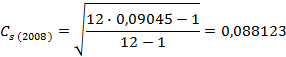 C_s (2008) = √((12 · 0,09045 − 1)/(12 − 1)) = 0,088123